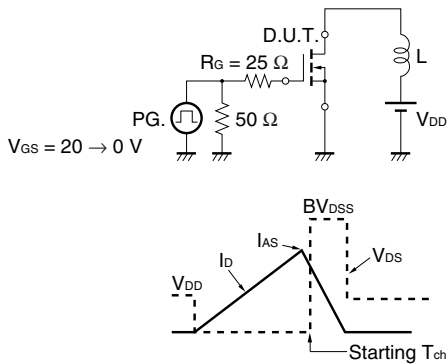 D.U.T.
RG = 25 Ω
L
PG.
50 Ω
VDD
VGS = 20 → 0 V
BVDSS
IAS
VDD
ID
VDS
Starting Tch